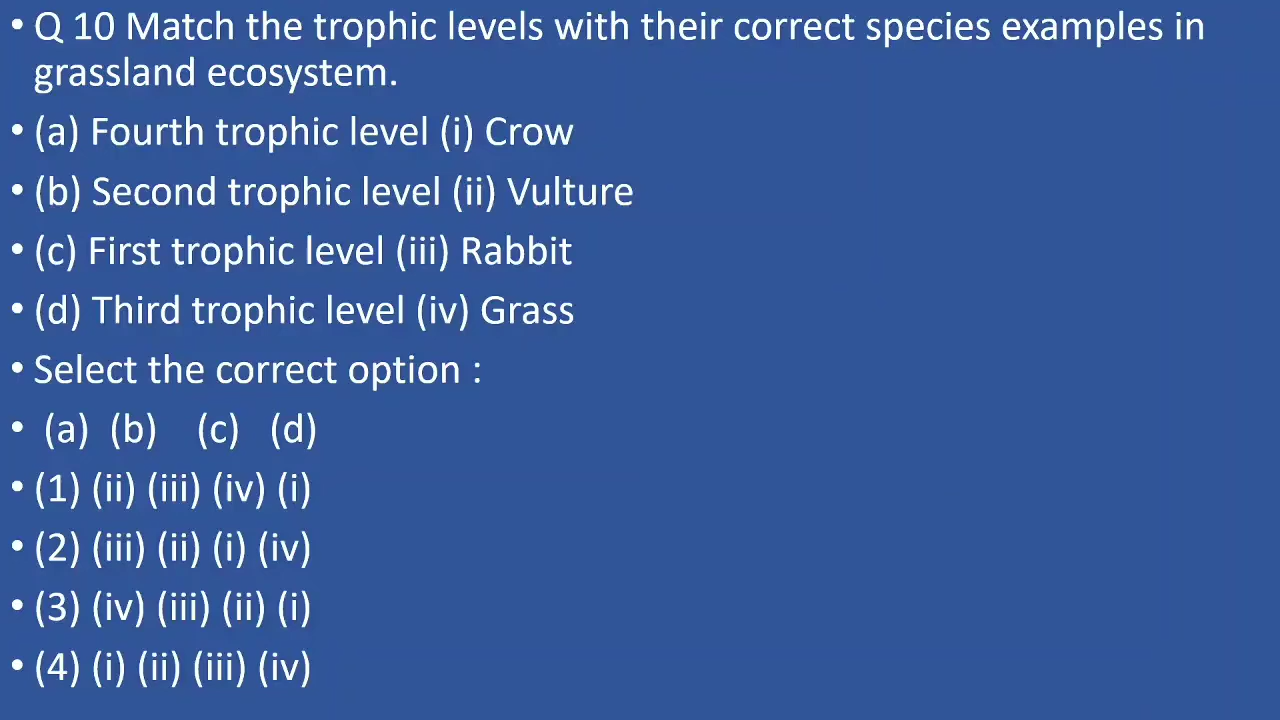 • Q 10 Match the trophic levels with their correct species examples in
grassland ecosystem.
• (a) Fourth trophic level (i) Crow
• (b) Second trophic level (ii) Vulture
• (c) First trophic level (iii) Rabbit
• (d) Third trophic level (iv) Grass
• Select the correct option :
• (a) (b) (c) (d)
• (1) (ii) (iii) (iv) (i)
• (2) (iii) (ii) (i) (iv)
• (3) (iv) (iii) (ii) (i)
• (4) (i) (ii) (iii) (iv)